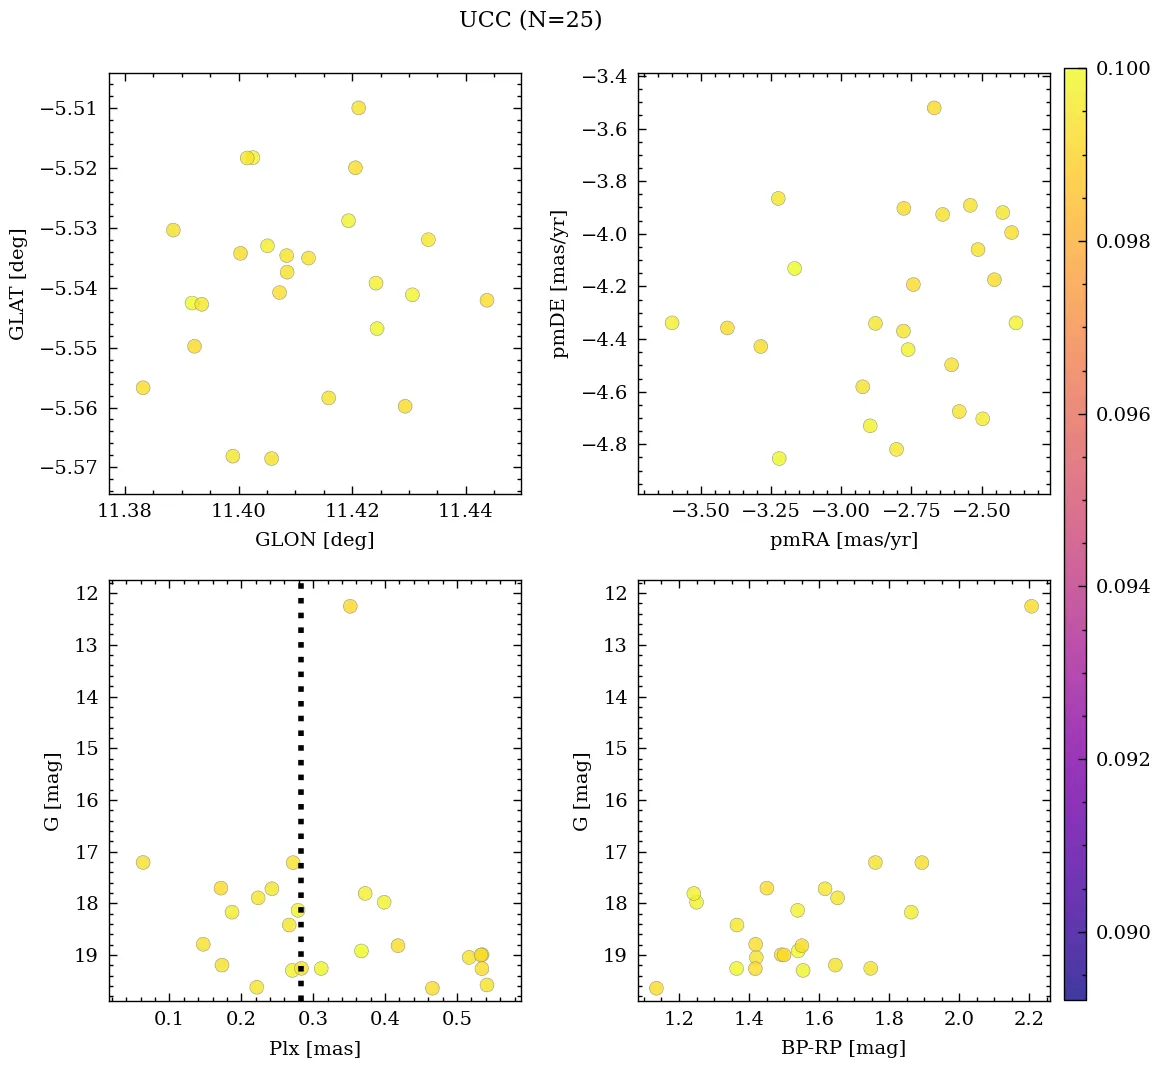 UCC (N=25)
−5.51
−5.52
−5.53
−5.54
−5.55
−5.56
−5.57
GLAT [deg]
11.38 11.40 11.42 11.44
GLON [deg]
−3.4
−3.6
−3.8
−4.0
−4.2
−4.4
−4.6
−4.8
pmDE [mas/yr]
−3.50 −3.25 −3.00 −2.75 −2.50
pmRA [mas/yr]
0.100
0.098
0.096
0.094
0.092
0.090
12
13
14
15
16
17
18
19
G [mag]
0.1 0.2 0.3 0.4 0.5
Plx [mas]
12
13
14
15
16
17
18
19
G [mag]
1.2 1.4 1.6 1.8 2.0 2.2
BP-RP [mag]